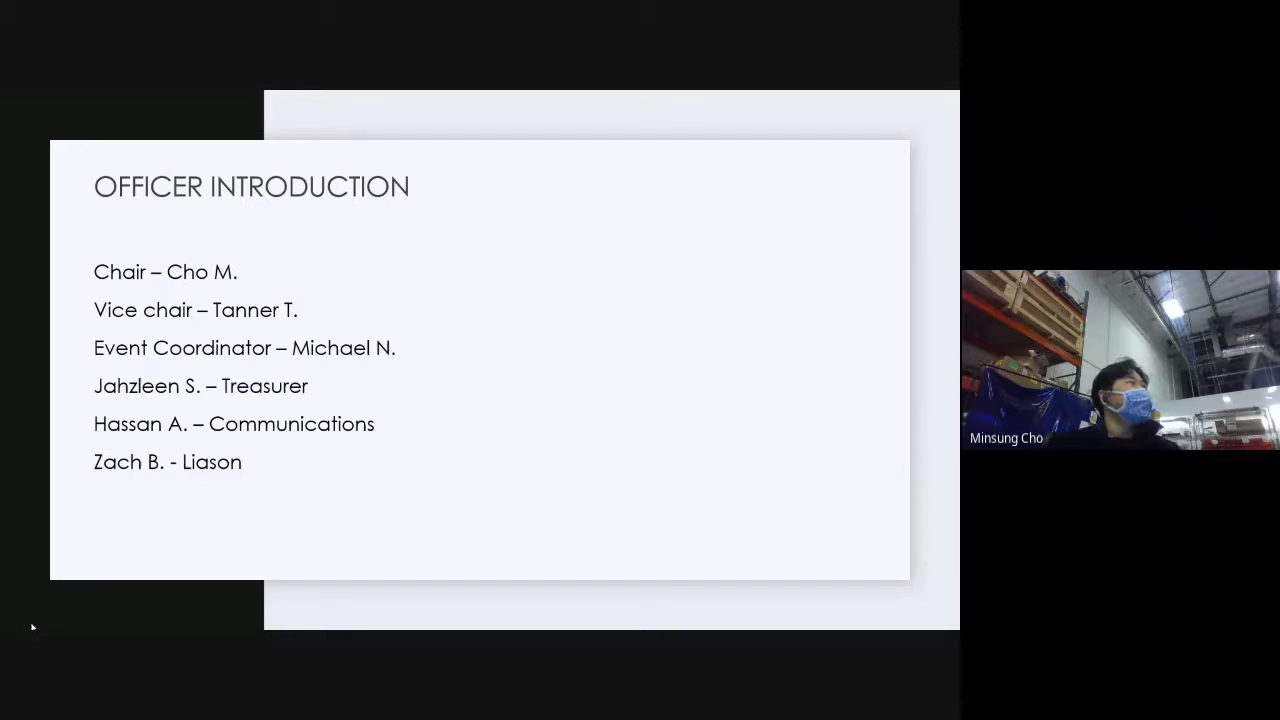 OFFICER INTRODUCTION
Chair – Cho M.
Vice chair – Tanner T.
Event Coordinator – Michael N.
Jahzleen S. – Treasurer
Hassan A. – Communications
Zach B. - Liason
Minsung Cho